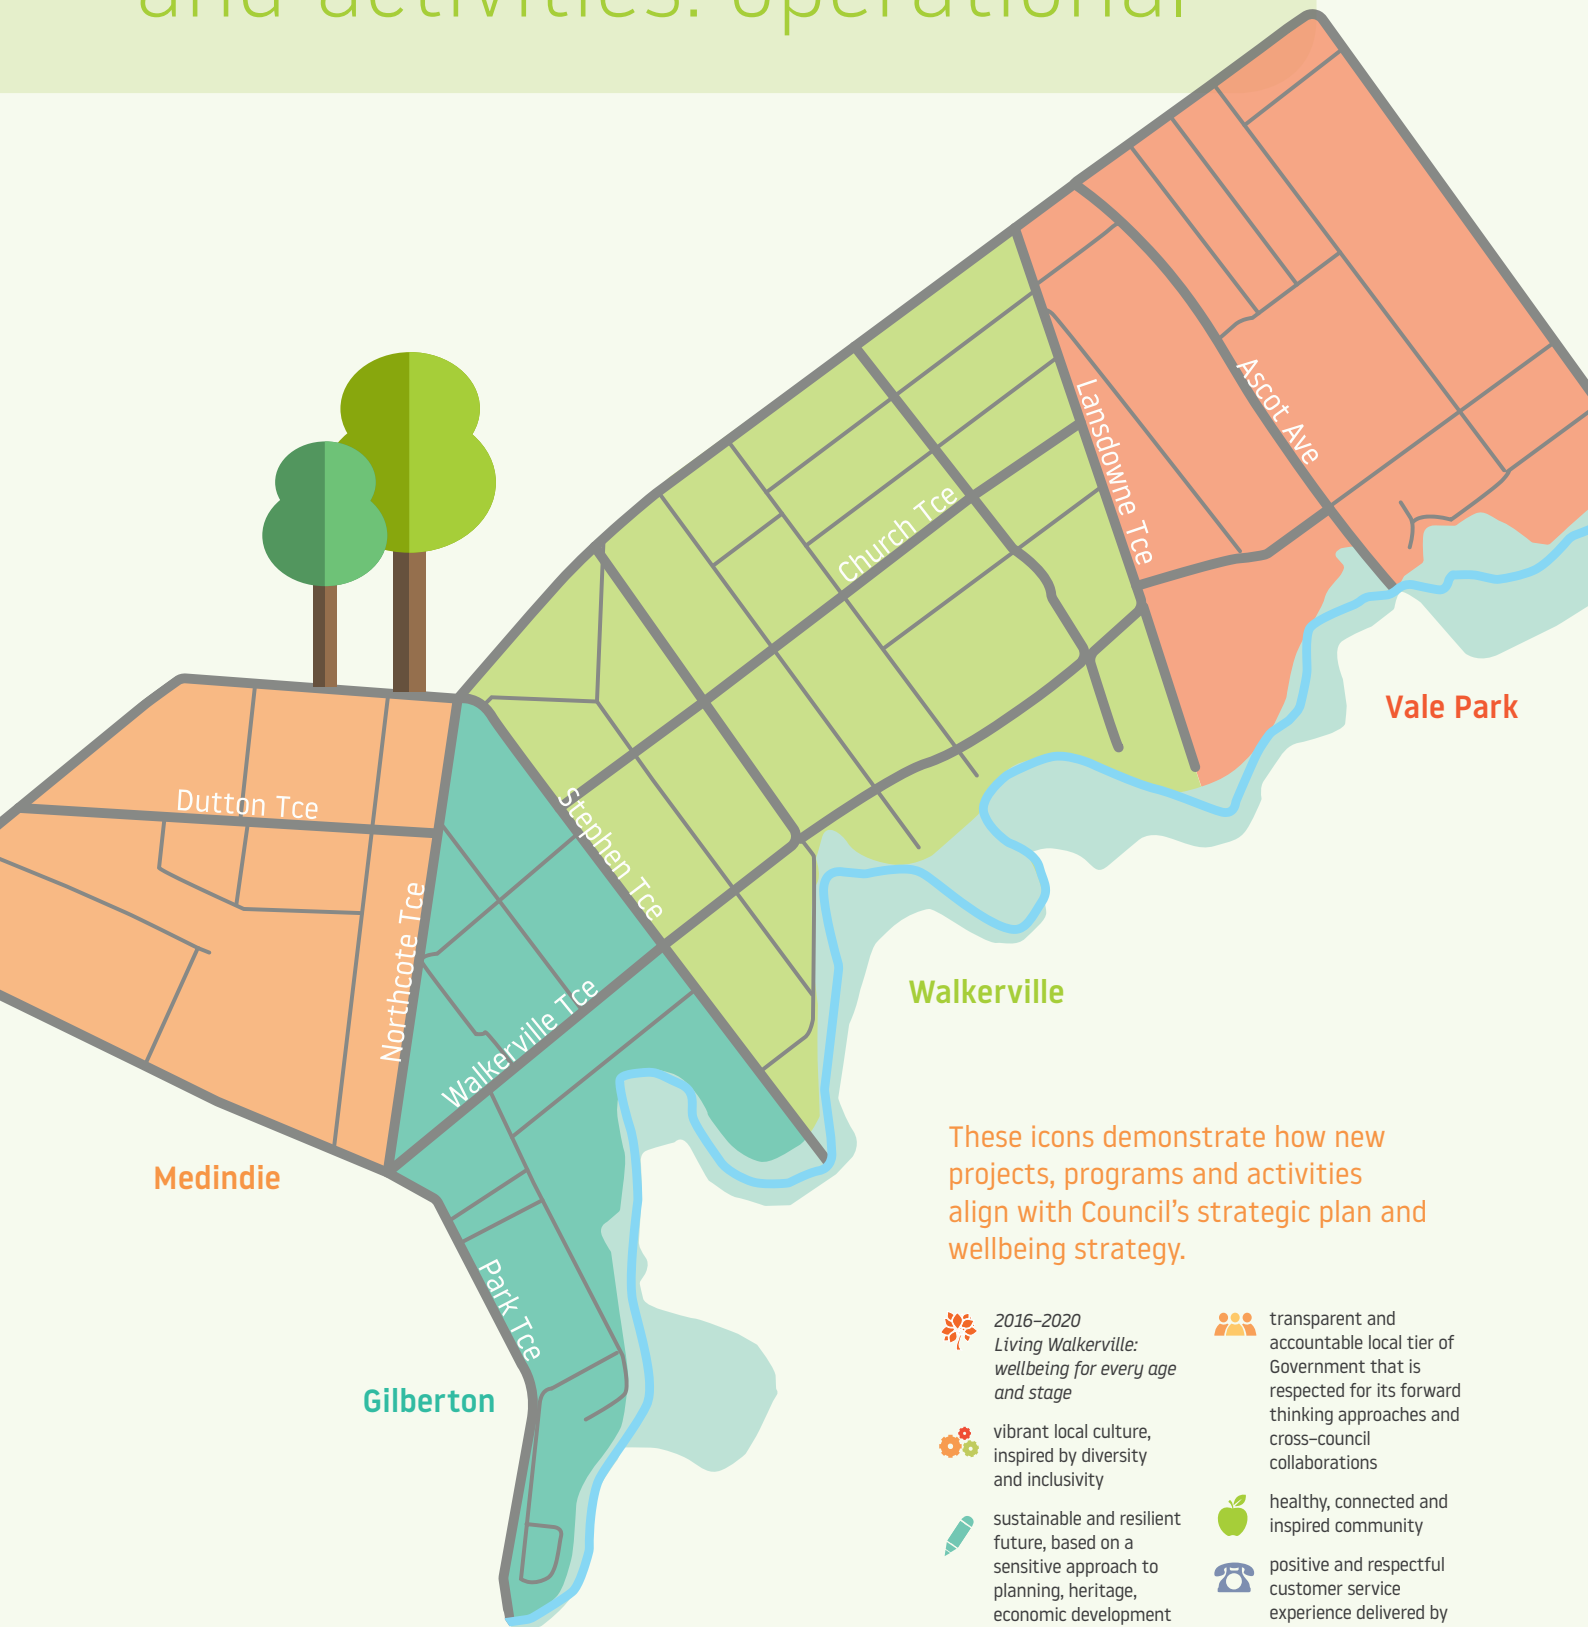 and activities: operational
Ascot Ave
Lansdowne Tce
Church Tce
Vale Park
Dutton Tce
Stephen Tce
Northcote Tce
Walkerville Tce
Walkerville
Medindie
Park Tce
Gilberton
These icons demonstrate how new
projects, programs and activities
align with Council’s strategic plan and
wellbeing strategy.
2016–2020
Living Walkerville:
wellbeing for every age
and stage
vibrant local culture,
inspired by diversity
and inclusivity
sustainable and resilient
future, based on a
sensitive approach to
planning, heritage,
economic development
transparent and
accountable local tier of
Government that is
respected for its forward
thinking approaches and
cross–council
collaborations
healthy, connected and
inspired community
positive and respectful
customer service
experience delivered by